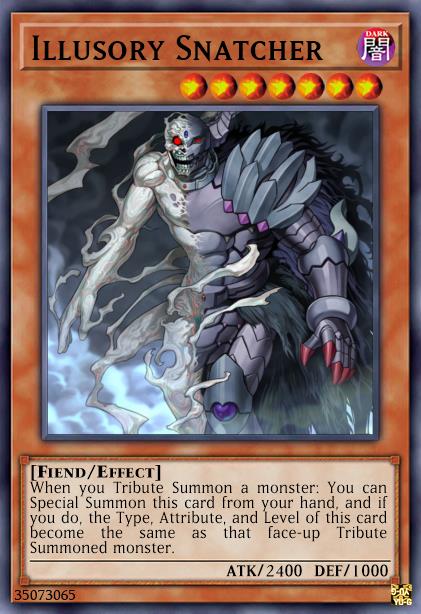 ILLUSORY SNATCHER
DARK
闇
[FIEND/EFFECT]
When you Tribute Summon a monster: You can
Special Summon this card from your hand, and if
you do, the Type, Attribute, and Level of this card
become the same as that face-up Tribute
Summoned monster.
ATK/2400 DEF/1000
35073065